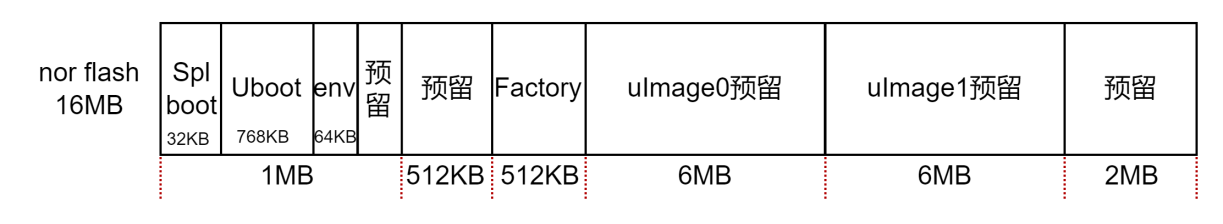 nor flash
16MB
Spl
boot
32KB
Uboot
768KB
env
64KB
预
留
预留
Factory
uImage0预留
uImage1预留
预留
1MB
512KB
512KB
6MB
6MB
2MB